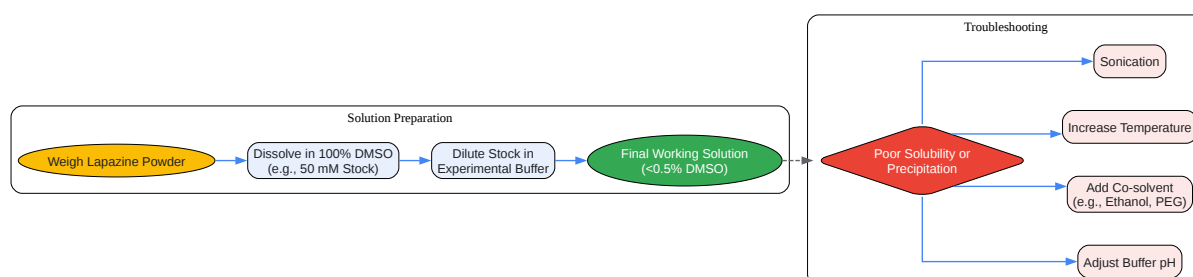 Solution Preparation
Weigh Lapazine Powder
Dissolve in 100% DMSO
(e.g., 50 mM Stock)
Dilute Stock in
Experimental Buffer
Final Working Solution
(<0.5% DMSO)
Troubleshooting
Poor Solubility or
Precipitation
Sonication
Increase Temperature
Add Co-solvent
(e.g., Ethanol, PEG)
Adjust Buffer pH